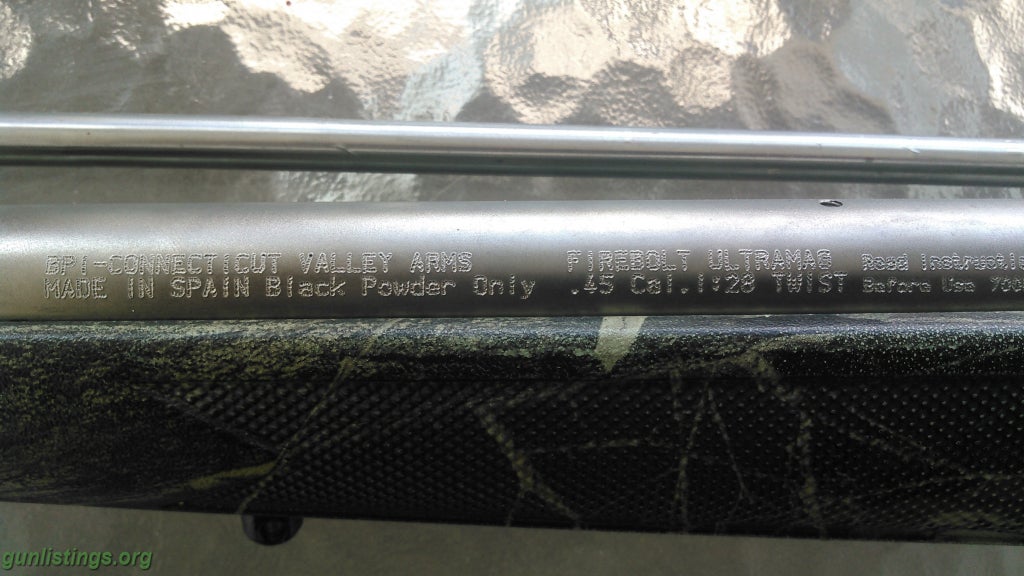 BPI-CONNECTICUT VALLEY ARMS
MADE IN SPAIN Black Powder Only
FIREBOLT ULTRAMAG
.45 Cal.1:28 TWIST
Read
Before Use
gunlistings.org